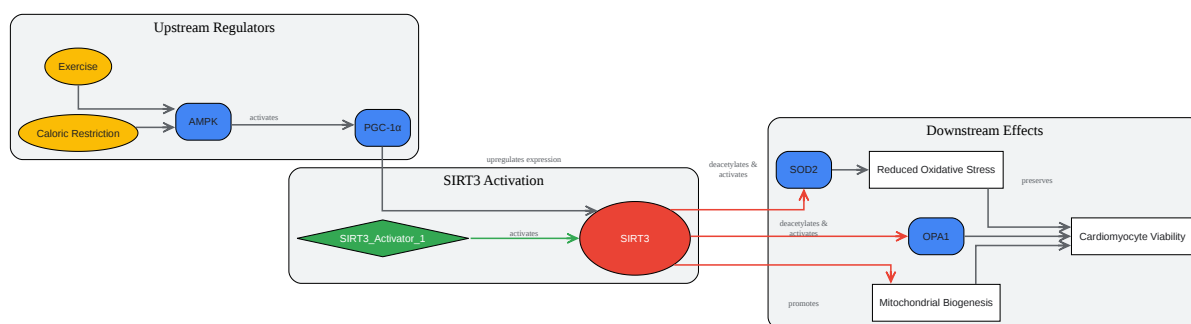 Upstream Regulators
Exercise
Caloric Restriction
AMPK
activates
PGC-1α
upregulates expression
SIRT3 Activation
SIRT3_Activator_1
activates
SIRT3
Downstream Effects
deacetylates &
activates
SOD2
Reduced Oxidative Stress
preserves
deacetylates &
activates
OPA1
Cardiomyocyte Viability
promotes
Mitochondrial Biogenesis